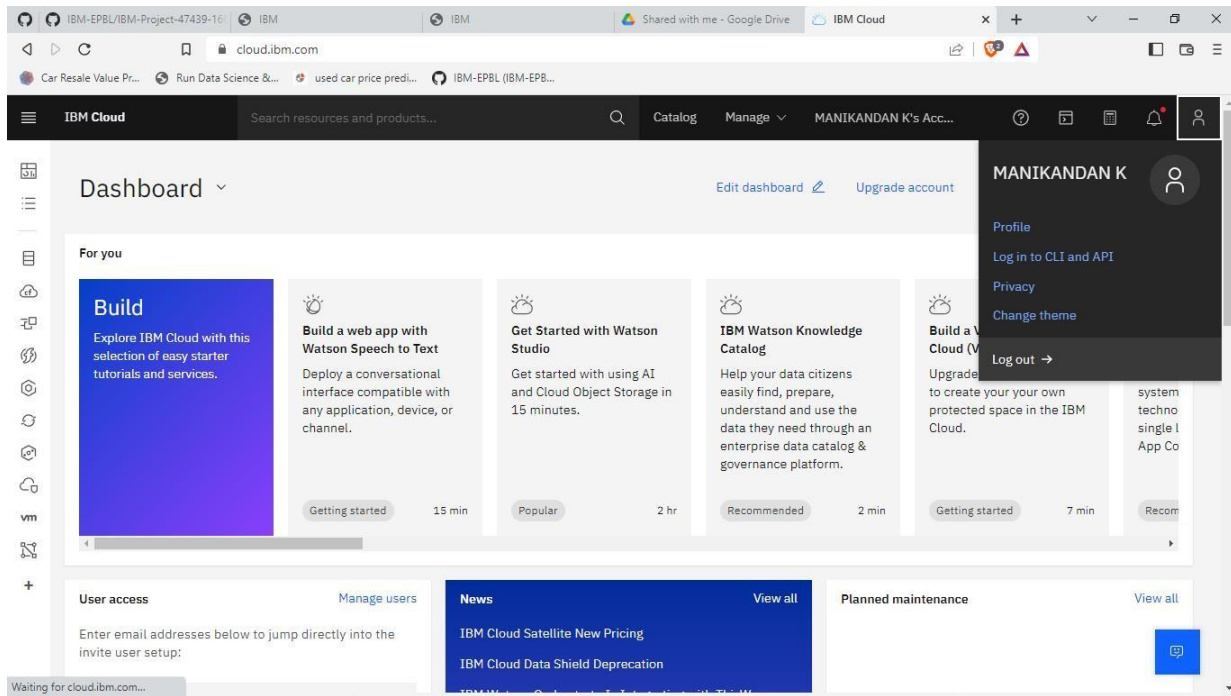 IBM-EPBL/IBM-Project-47439-16
IBM
IBM
Shared with me - Google Drive
IBM Cloud
cloud.ibm.com
Car Resale Value Pr...
Run Data Science &...
used car price predi...
IBM-EPBL (IBM-EPB...
IBM Cloud
Search resources and products...
Catalog
Manage
MANIKANDAN K's Acc...
MANIKANDAN K
Profile
Log in to CLI and API
Privacy
Change theme
Log out →
Dashboard
Edit dashboard
Upgrade account
For you
Build
Explore IBM Cloud with this
selection of easy starter
tutorials and services.
Build a web app with
Watson Speech to Text
Deploy a conversational
interface compatible with
any application, device, or
channel.
Getting started
15 min
Get Started with Watson
Studio
Get started with using AI
and Cloud Object Storage in
15 minutes.
Popular
2 hr
IBM Watson Knowledge
Catalog
Help your data citizens
easily find, prepare,
understand and use the
data they need through an
enterprise data catalog &
governance platform.
Recommended
2 min
Build a V
Cloud (V
Upgrade
to create your your own
protected space in the IBM
Cloud.
Getting started
7 min
system
techno
single l
App Co
Recom
cf
vm
User access
Manage users
Enter email addresses below to jump directly into the
invite user setup:
News
View all
IBM Cloud Satellite New Pricing
IBM Cloud Data Shield Deprecation
Planned maintenance
View all
Waiting for cloud.ibm.com...